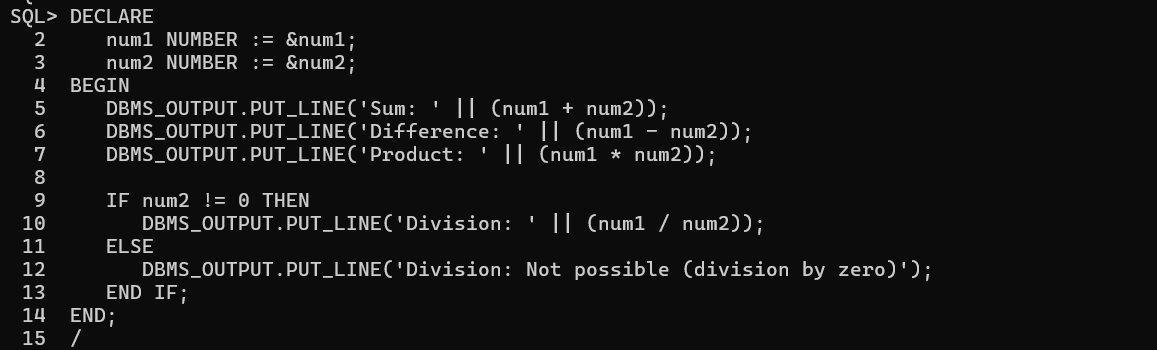 SQL> DECLARE
  2     num1 NUMBER := &num1;
  3     num2 NUMBER := &num2;
  4  BEGIN
  5     DBMS_OUTPUT.PUT_LINE('Sum: ' || (num1 + num2));
  6     DBMS_OUTPUT.PUT_LINE('Difference: ' || (num1 - num2));
  7     DBMS_OUTPUT.PUT_LINE('Product: ' || (num1 * num2));
  8
  9     IF num2 != 0 THEN
 10        DBMS_OUTPUT.PUT_LINE('Division: ' || (num1 / num2));
 11     ELSE
 12        DBMS_OUTPUT.PUT_LINE('Division: Not possible (division by zero)');
 13     END IF;
 14  END;
 15  /